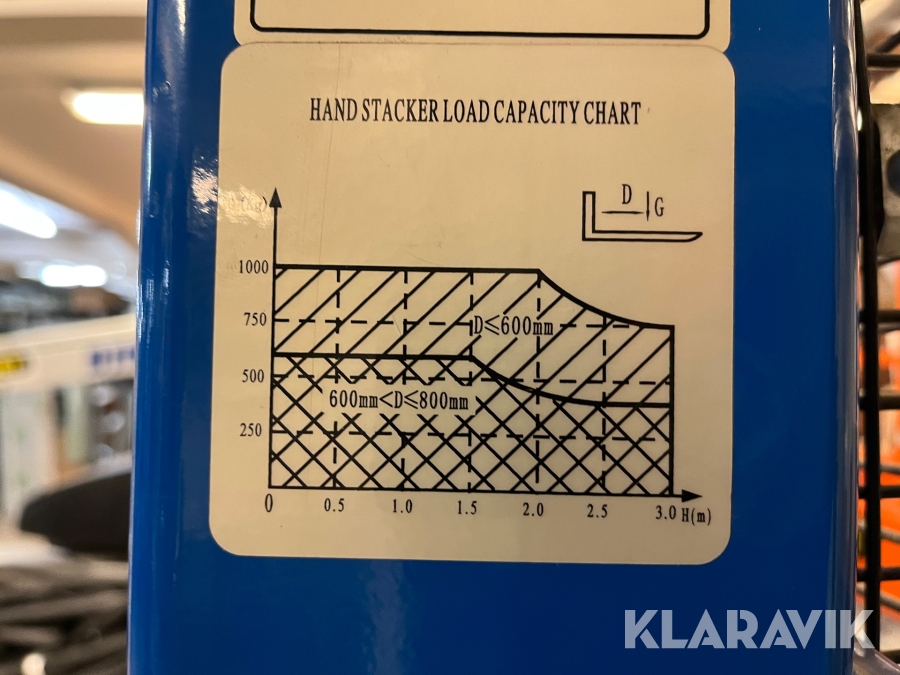 HAND STACKER LOAD CAPACITY CHART
D
G
1000
750
D≤600mm
500
600mm<D≤800mm
250
0 0.5 1.0 1.5 2.0 2.5 3.0 H(m)
KLARAVIK